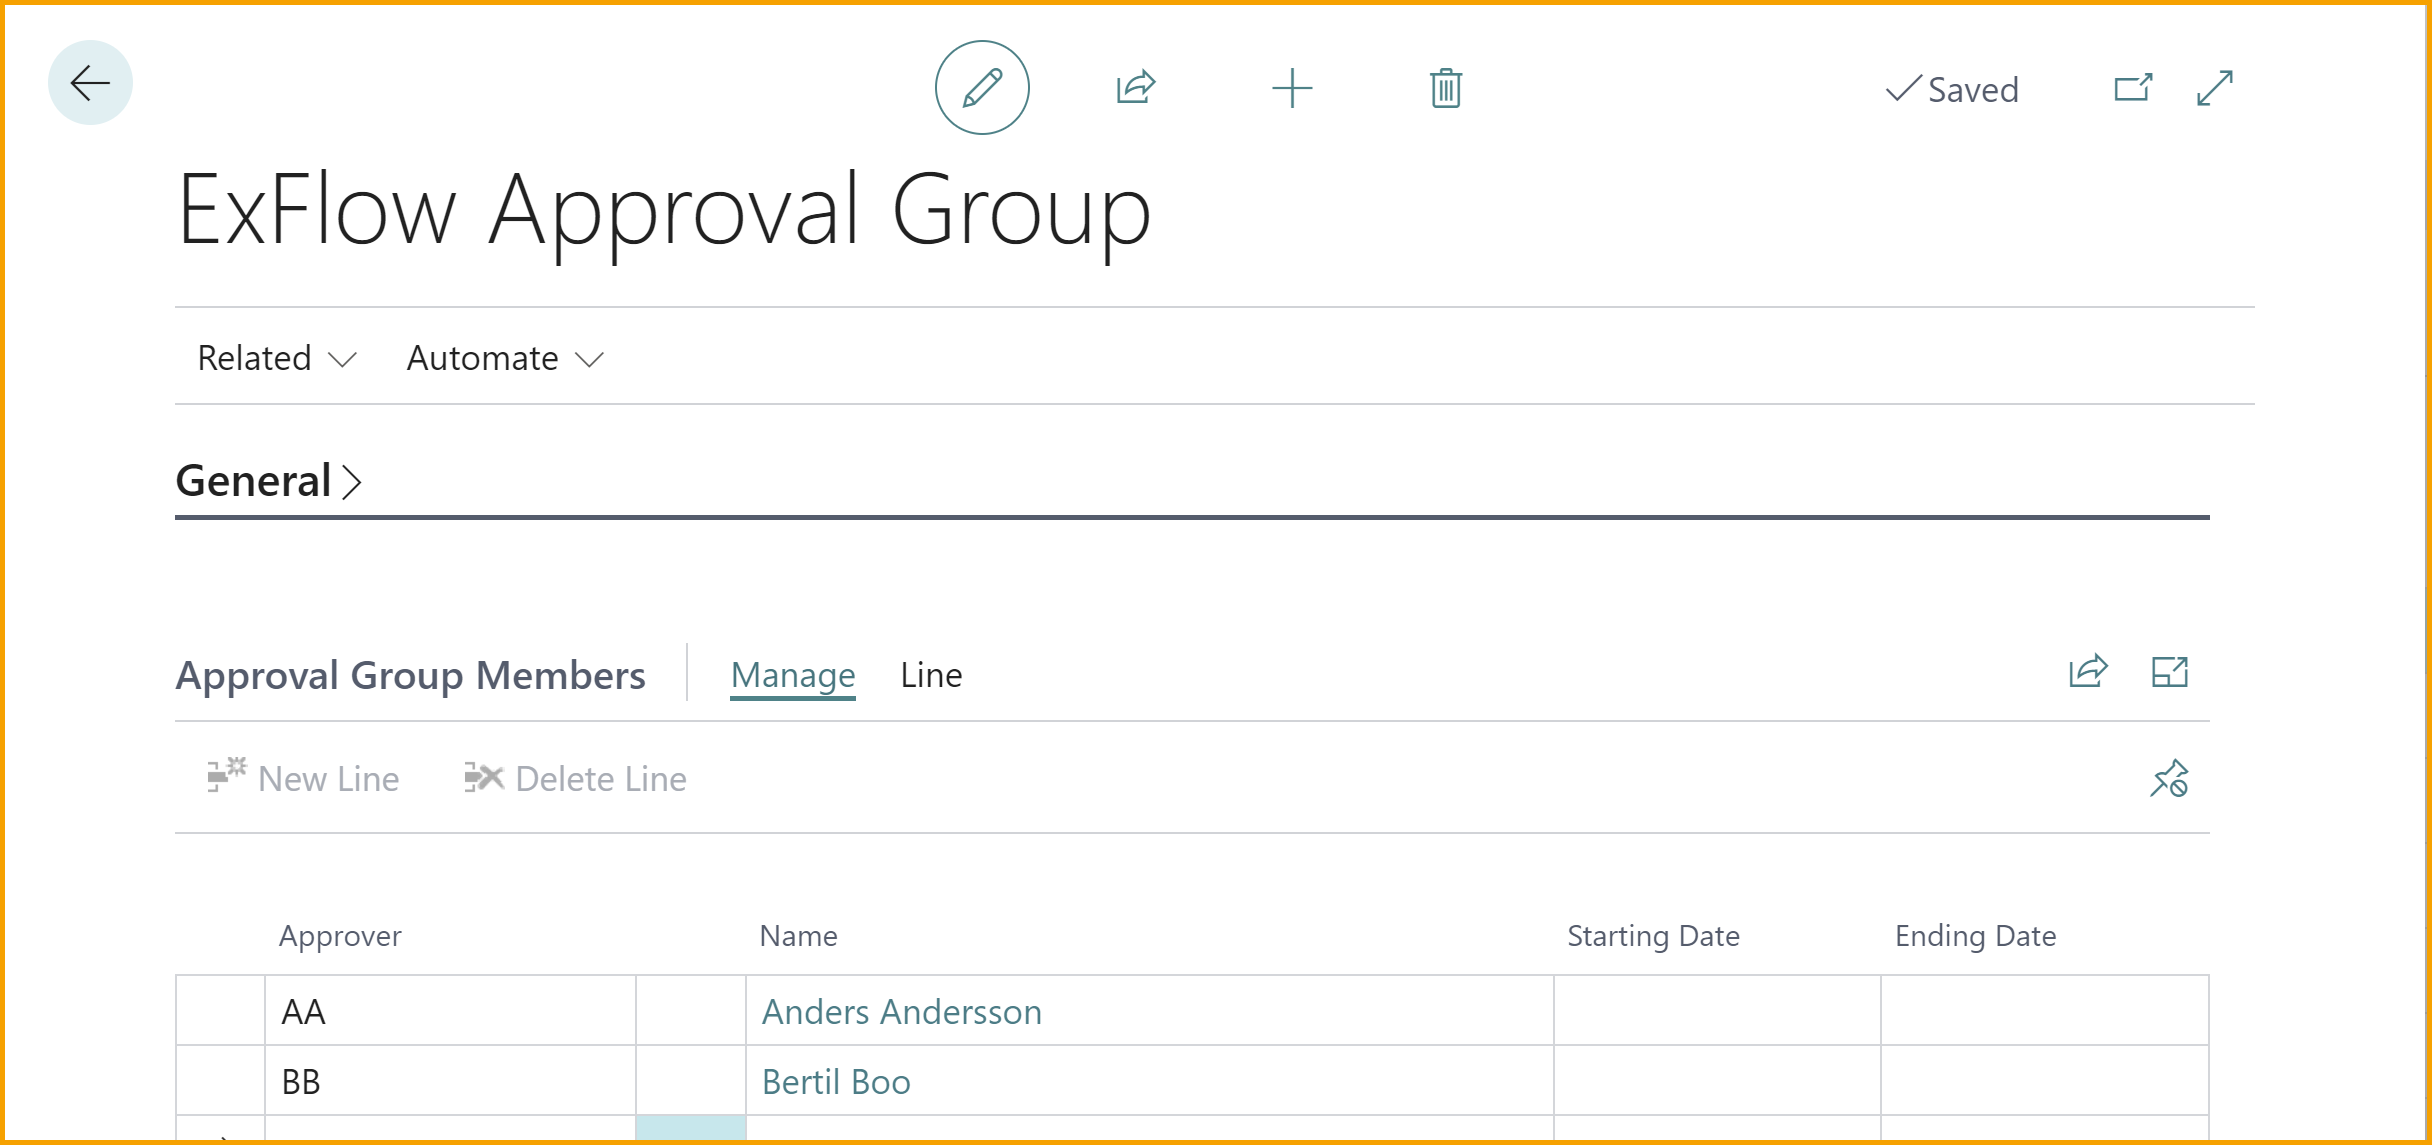 Saved
ExFlow Approval Group
Related Automate
General
Approval Group Members Manage Line
New Line Delete Line
Approver Name Starting Date Ending Date
AA Anders Andersson
BB Bertil Boo